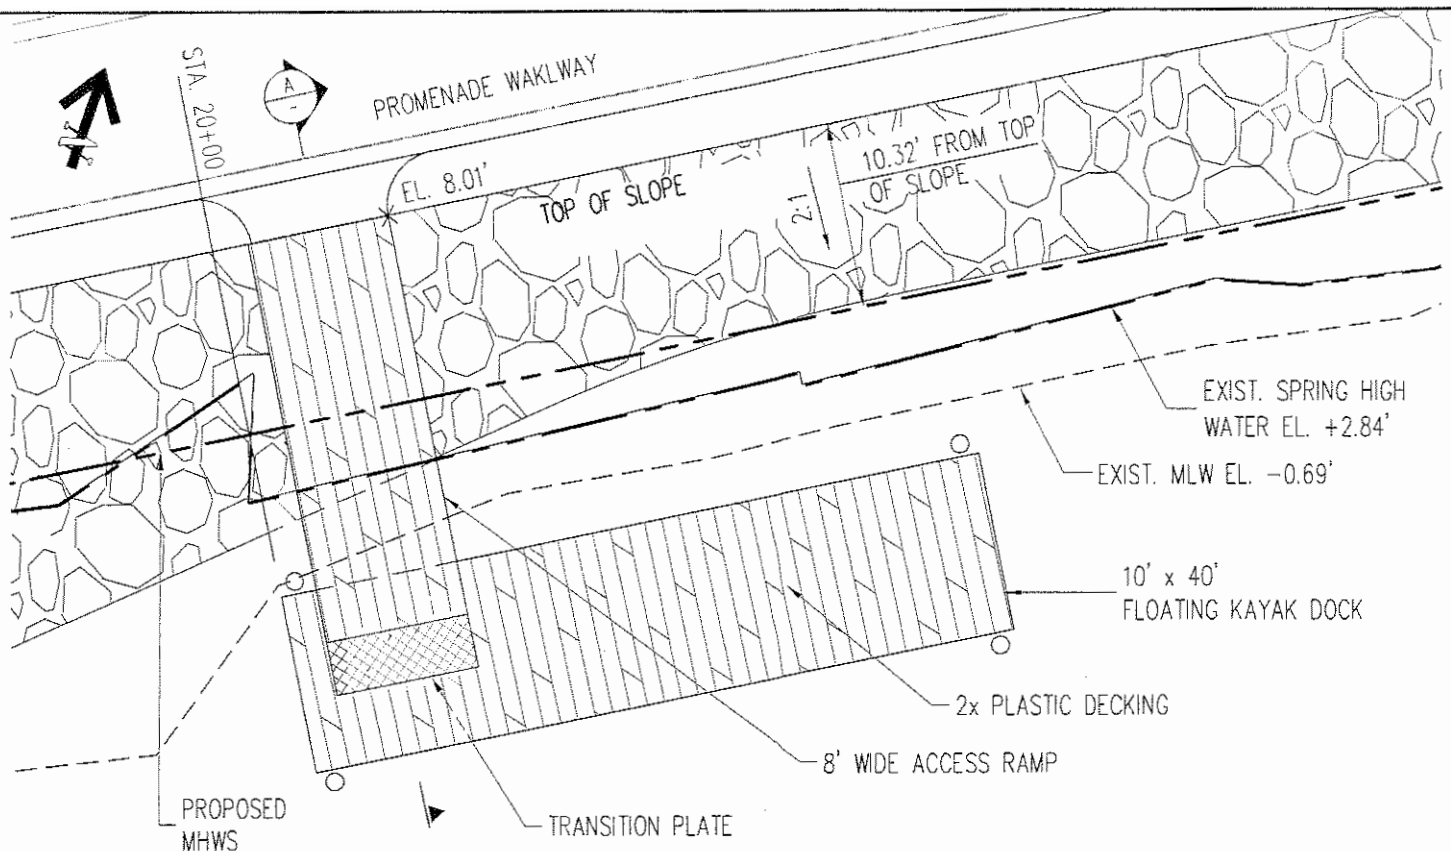 STA. 20+00
A
-
PROMENADE WAKLWAY
N
EL. 8.01'
TOP OF SLOPE
10.32' FROM TOP
OF SLOPE
2:1
EXIST. SPRING HIGH
WATER EL. +2.84'
EXIST. MLW EL. -0.69'
10' x 40'
FLOATING KAYAK DOCK
2x PLASTIC DECKING
8' WIDE ACCESS RAMP
TRANSITION PLATE
PROPOSED
MHWS